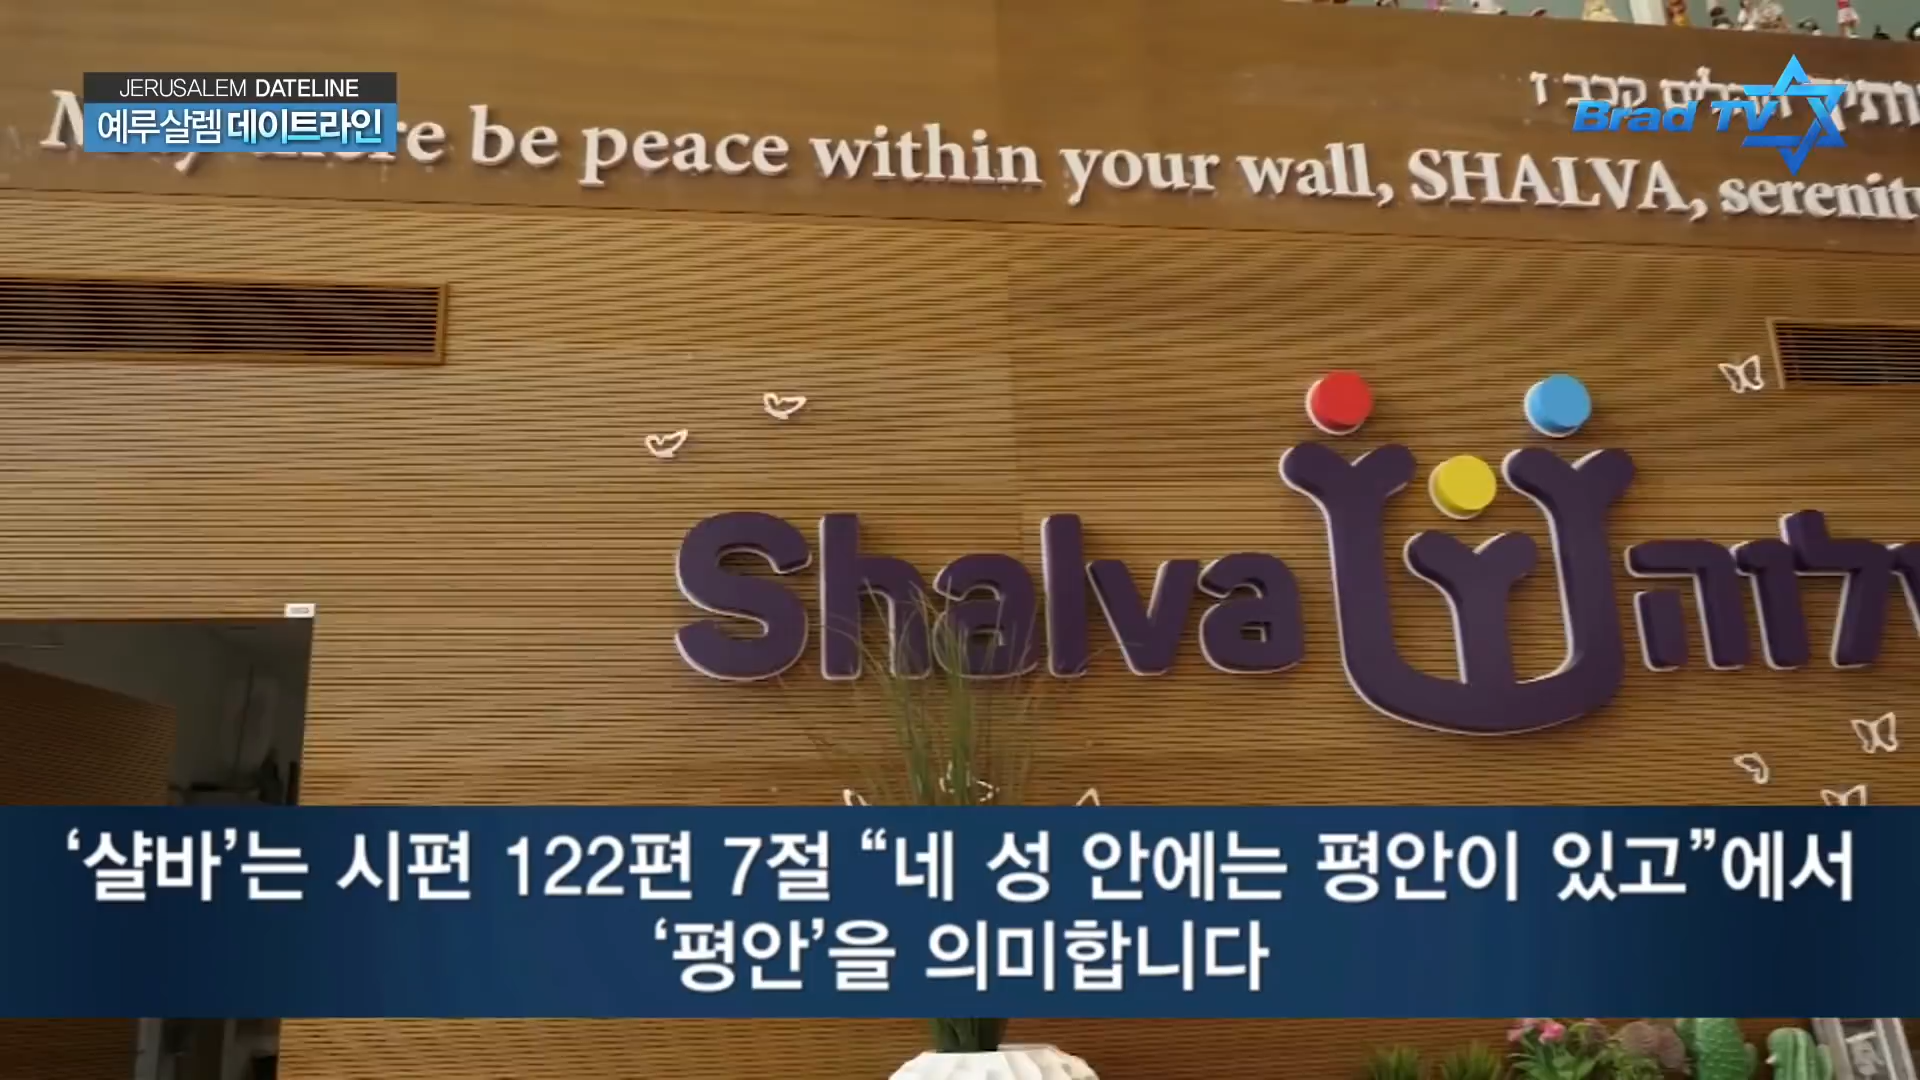 JERUSALEM DATELINE
예루살렘 데이트라인
Brad TV
תהלים קכב ז
be peace within your wall, SHALVA,
Shalva
‘샬바’는 시편 122편 7절 “네 성 안에는 평안이 있고”에서
‘평안’을 의미합니다